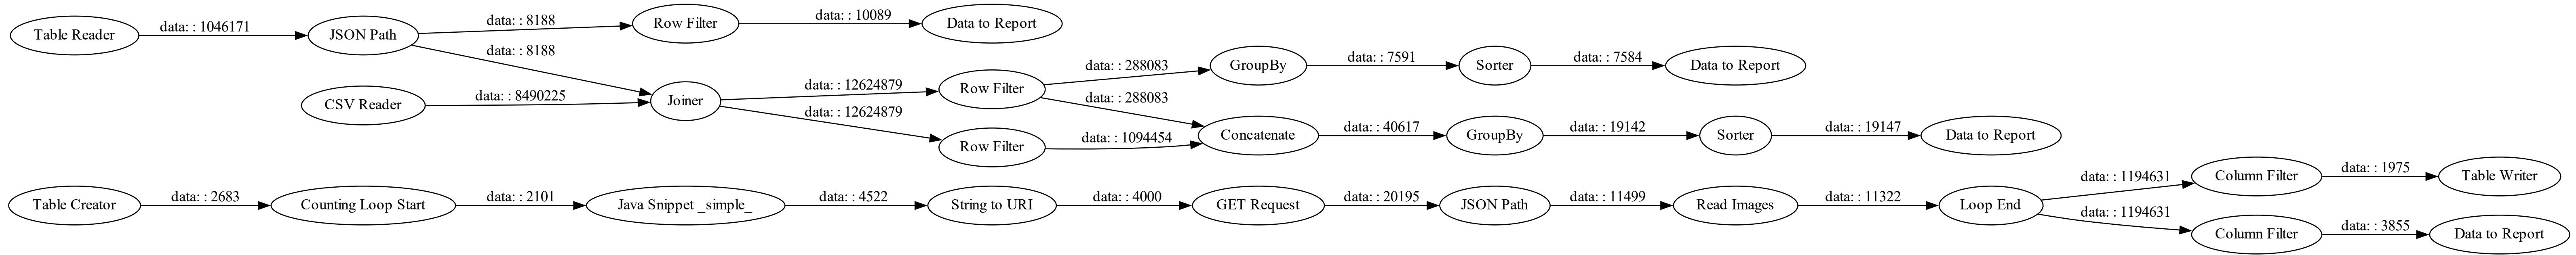 Table Reader
data: : 1046171
JSON Path
data: : 8188
Row Filter
data: : 10089
Data to Report
data: : 8188
CSV Reader
data: : 8490225
Joiner
data: : 12624879
Row Filter
data: : 288083
GroupBy
data: : 7591
Sorter
data: : 7584
Data to Report
data: : 288083
data: : 12624879
Row Filter
data: : 1094454
Concatenate
data: : 40617
GroupBy
data: : 19142
Sorter
data: : 19147
Data to Report
Table Creator
data: : 2683
Counting Loop Start
data: : 2101
Java Snippet _simple_
data: : 4522
String to URI
data: : 4000
GET Request
data: : 20195
JSON Path
data: : 11499
Read Images
data: : 11322
Loop End
data: : 1194631
Column Filter
data: : 1975
Table Writer
data: : 1194631
Column Filter
data: : 3855
Data to Report